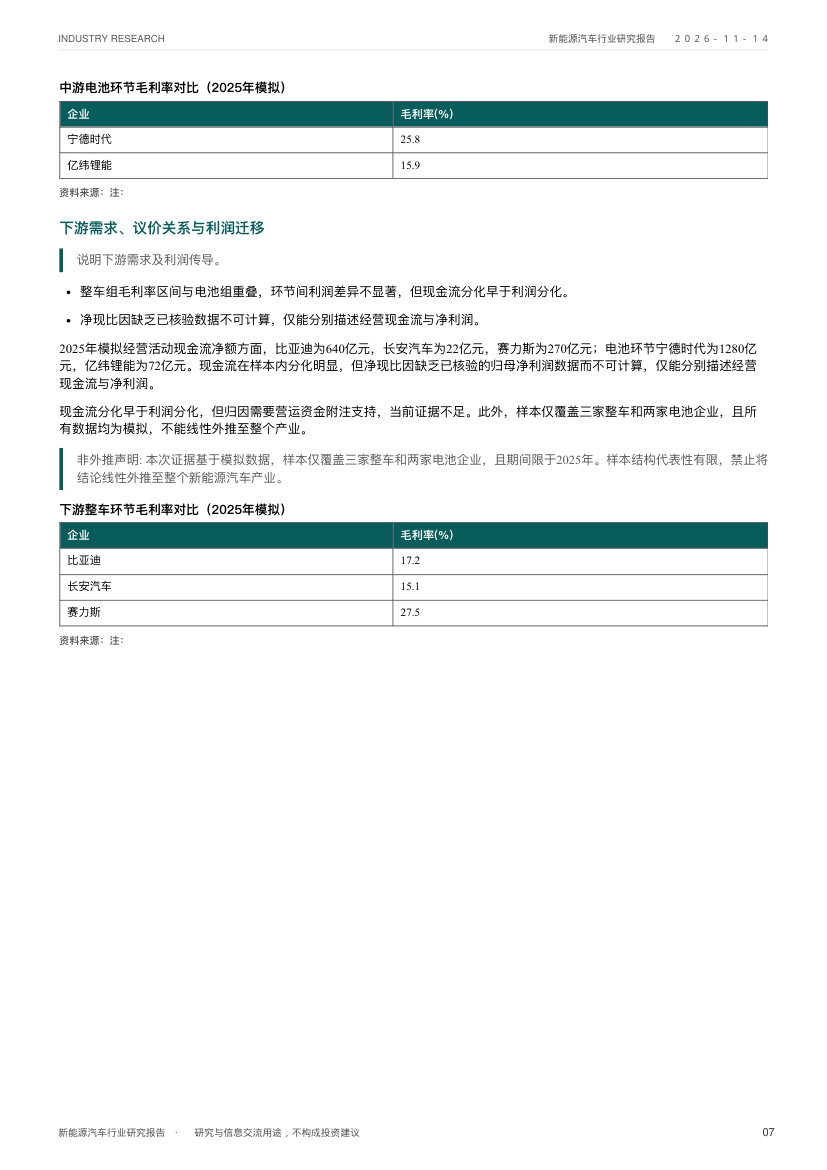 INDUSTRY RESEARCH 新能源汽车行业研究报告 2026-11-14
中游电池环节毛利率对比（2025年模拟）
企业 毛利率(%)
宁德时代 25.8
亿纬锂能 15.9
资料来源：注：
下游需求、议价关系与利润迁移
说明下游需求及利润传导。
• 整车组毛利率区间与电池组重叠，环节间利润差异不显著，但现金流分化早于利润分化。
• 净现比因缺乏已核验数据不可计算，仅能分别描述经营现金流与净利润。
2025年模拟经营活动现金流净额方面，比亚迪为640亿元，长安汽车为22亿元，赛力斯为270亿元；电池环节宁德时代为1280亿
元，亿纬锂能为72亿元。现金流在样本内分化明显，但净现比因缺乏已核验的归母净利润数据而不可计算，仅能分别描述经营
现金流与净利润。
现金流分化早于利润分化，但归因需要营运资金附注支持，当前证据不足。此外，样本仅覆盖三家整车和两家电池企业，且所
有数据均为模拟，不能线性外推至整个产业。
非外推声明: 本次证据基于模拟数据，样本仅覆盖三家整车和两家电池企业，且期间限于2025年。样本结构代表性有限，禁止将
结论线性外推至整个新能源汽车产业。
下游整车环节毛利率对比（2025年模拟）
企业 毛利率(%)
比亚迪 17.2
长安汽车 15.1
赛力斯 27.5
资料来源：注：
新能源汽车行业研究报告 · 研究与信息交流用途，不构成投资建议 07